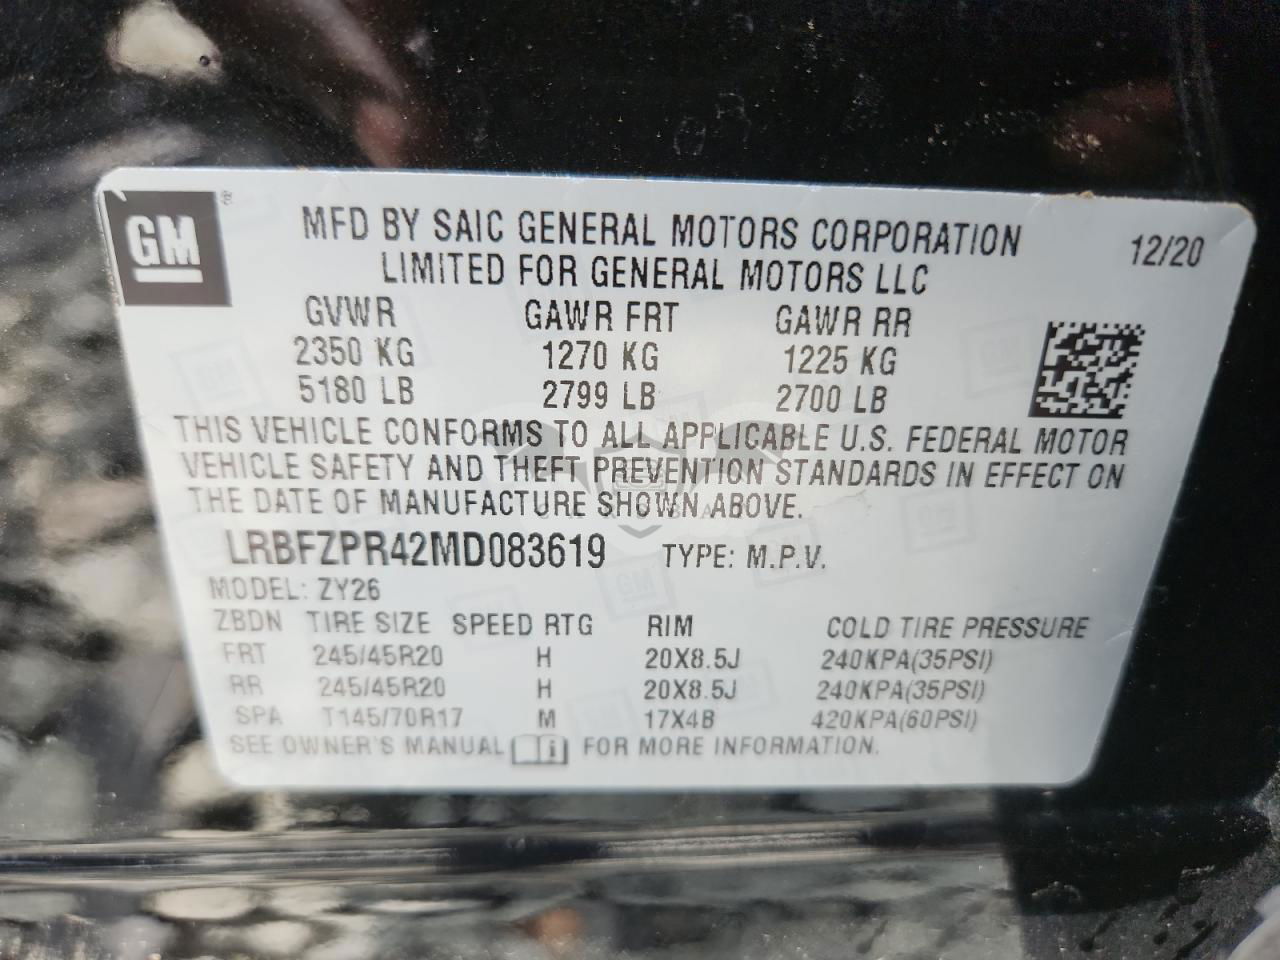 GM
MFD BY SAIC GENERAL MOTORS CORPORATION 12/20
LIMITED FOR GENERAL MOTORS LLC
GVWR GAWR FRT GAWR RR
2350 KG 1270 KG 1225 KG
5180 LB 2799 LB 2700 LB
THIS VEHICLE CONFORMS TO ALL APPLICABLE U.S. FEDERAL MOTOR
VEHICLE SAFETY AND THEFT PREVENTION STANDARDS IN EFFECT ON
THE DATE OF MANUFACTURE SHOWN ABOVE.
LRBFZPR42MD083619 TYPE: M.P.V.
MODEL: ZY26
ZBDN TIRE SIZE SPEED RTG RIM COLD TIRE PRESSURE
FRT 245/45R20 H 20X8.5J 240KPA(35PSI)
RR 245/45R20 H 20X8.5J 240KPA(35PSI)
SPA T145/70R17 M 17X4B 420KPA(60PSI)
SEE OWNER'S MANUAL i FOR MORE INFORMATION.